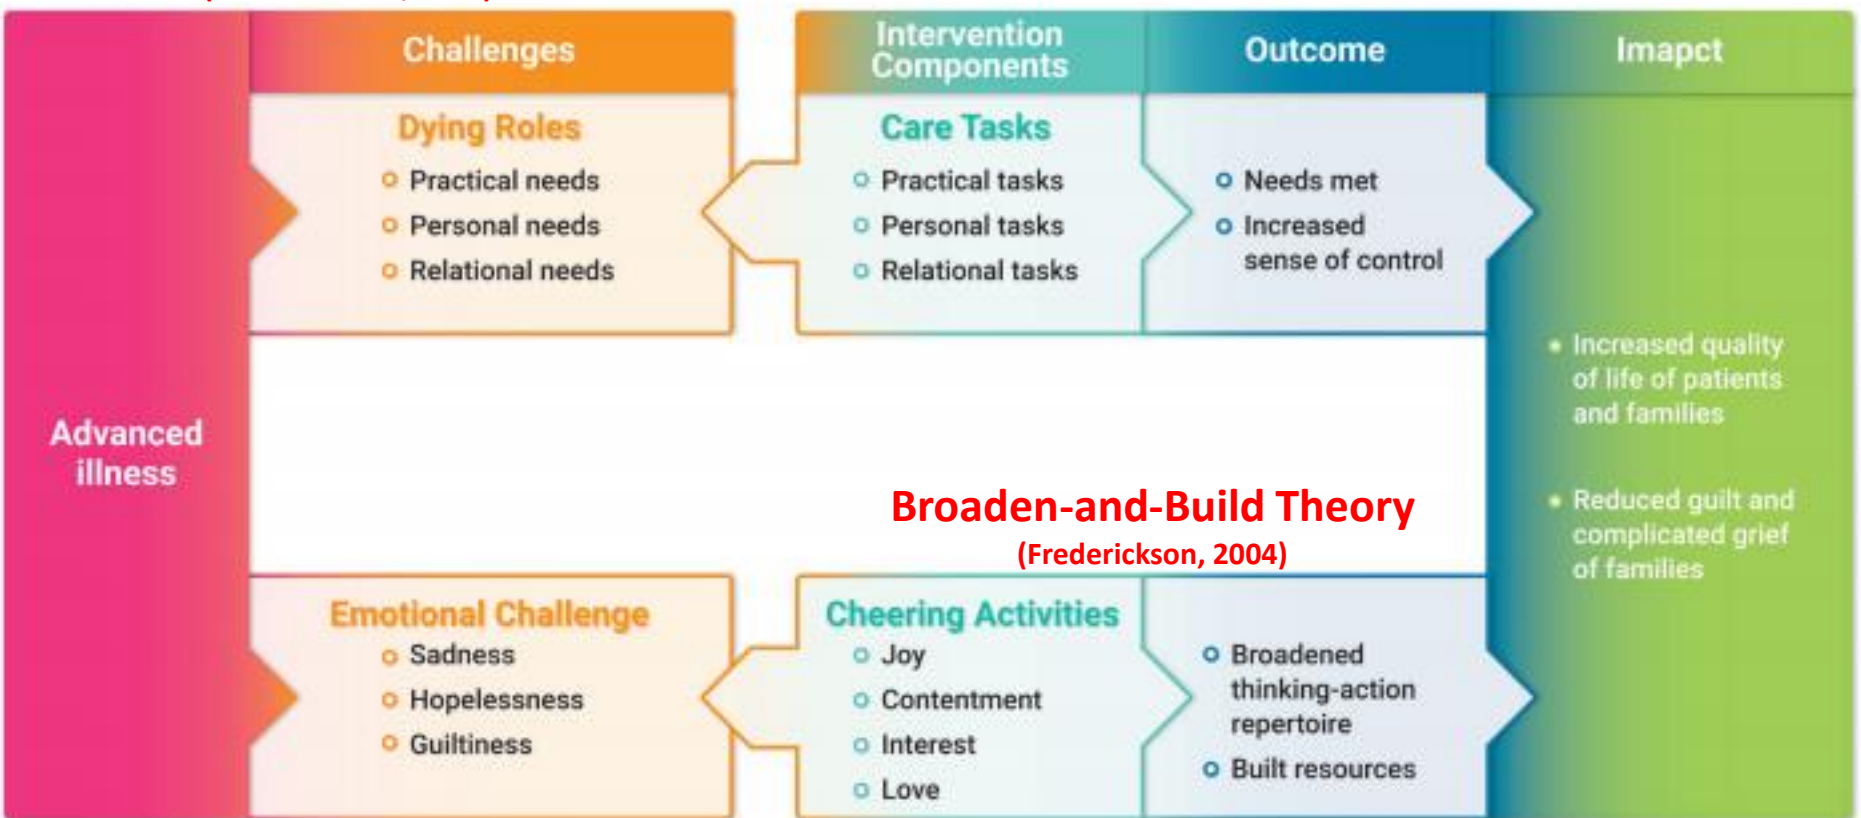 Challenges
Intervention
Components
Outcome
Imapct
Dying Roles
Practical needs
Personal needs
Relational needs
Care Tasks
Practical tasks
Personal tasks
Relational tasks
Needs met
Increased
sense of control
Advanced
illness
Broaden-and-Build Theory
(Frederickson, 2004)
Increased quality
of life of patients
and families
Reduced guilt and
complicated grief
of families
Emotional Challenge
Sadness
Hopelessness
Guiltiness
Cheering Activities
Joy
Contentment
Interest
Love
Broadened
thinking-action
repertoire
Built resources